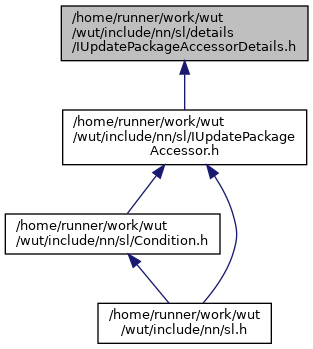 /home/runner/work/wut
/wut/include/nn/sl/details
/IUpdatePackageAccessorDetails.h
/home/runner/work/wut
/wut/include/nn/sl/IUpdatePackage
Accessor.h
/home/runner/work/wut
/wut/include/nn/sl/Condition.h
/home/runner/work/wut
/wut/include/nn/sl.h